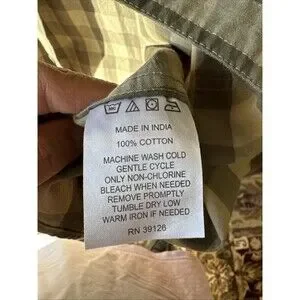 MADE IN INDIA
100% COTTON
MACHINE WASH COLD
GENTLE CYCLE
ONLY NON-CHLORINE
BLEACH WHEN NEEDED
REMOVE PROMPTLY
TUMBLE DRY LOW
WARM IRON IF NEEDED
RN 39126